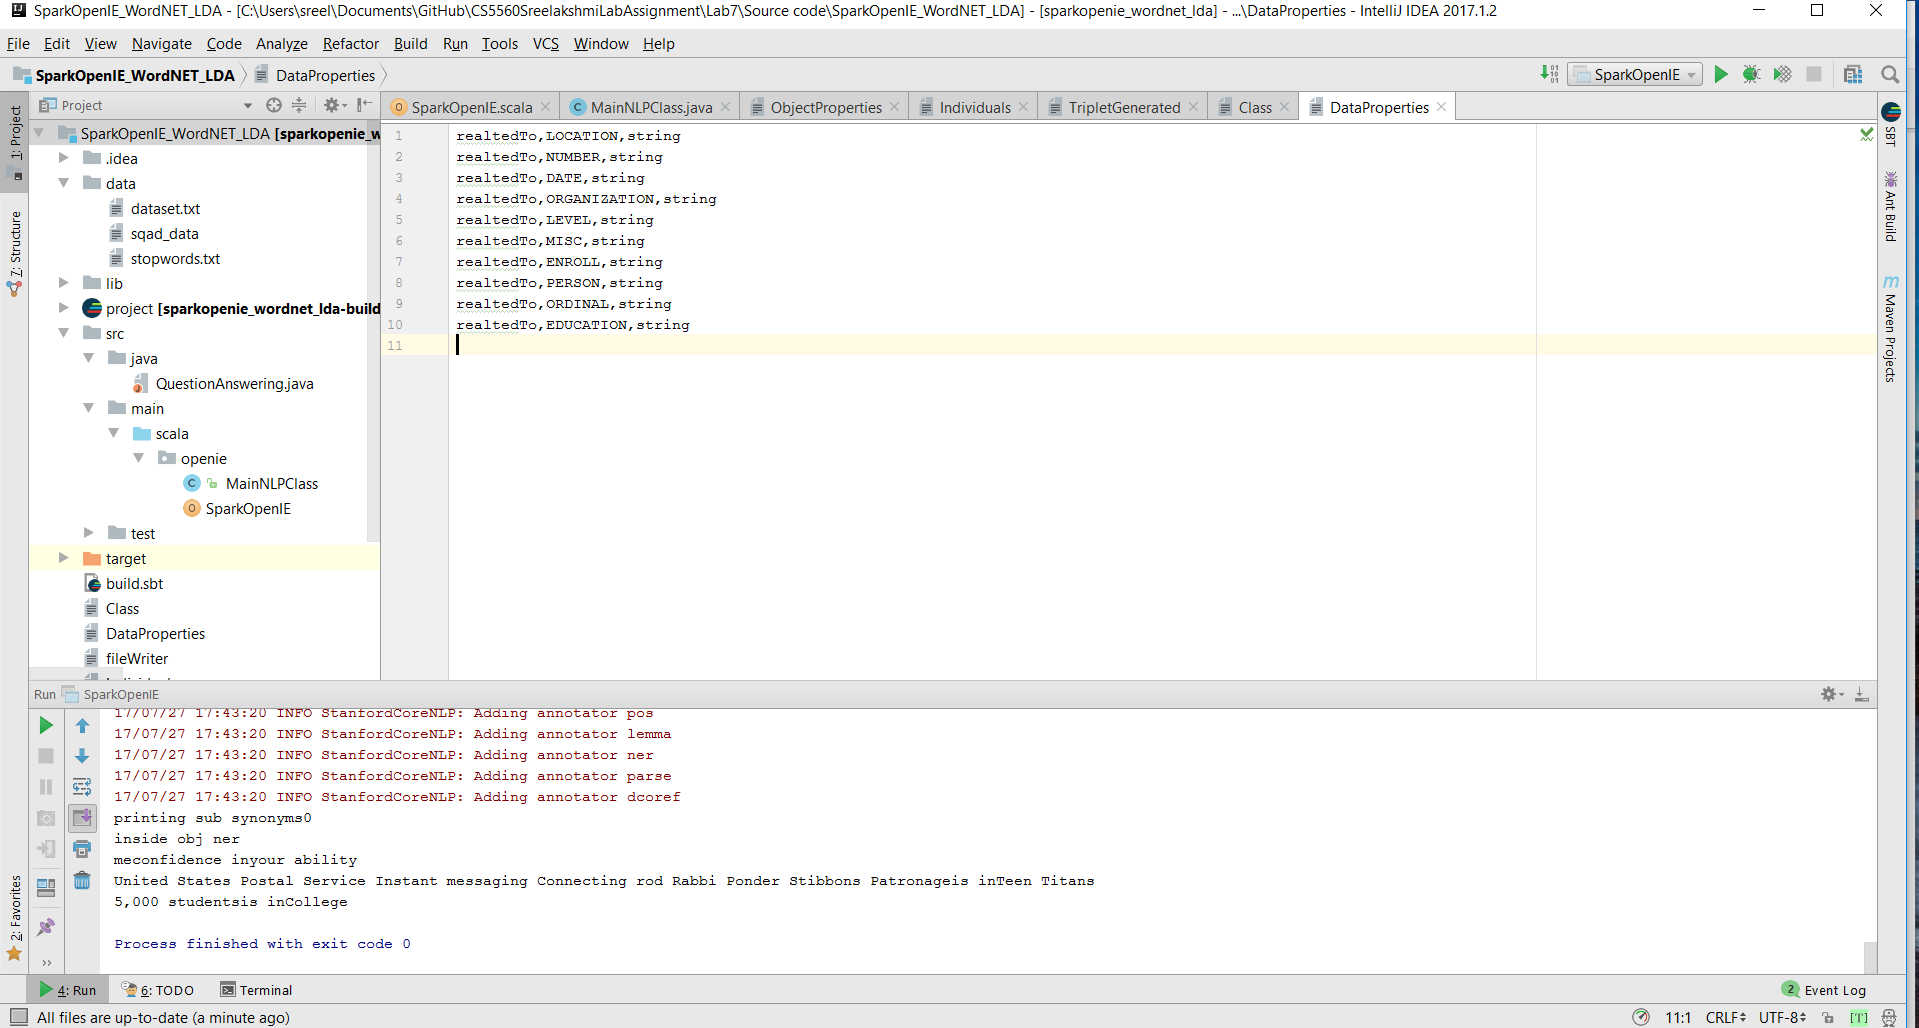 SparkOpenIE_WordNET_LDA - [C:\Users\sreel\Documents\GitHub\CS5560SreelakshmiLabAssignment\Lab7\Source code\SparkOpenIE_WordNET_LDA] - [sparkopenie_wordnet_lda] - ...\DataProperties - IntelliJ IDEA 2017.1.2
File Edit View Navigate Code Analyze Refactor Build Run Tools VCS Window Help
SparkOpenIE_WordNET_LDA DataProperties SparkOpenIE
Project
SparkOpenIE.scala MainNLPClass.java ObjectProperties Individuals TripletGenerated Class DataProperties
1: Project
7: Structure
2: Favorites
SparkOpenIE_WordNET_LDA [sparkopenie_w
.idea
data
dataset.txt
sqad_data
stopwords.txt
lib
project [sparkopenie_wordnet_lda-build
src
java
QuestionAnswering.java
main
scala
openie
MainNLPClass
SparkOpenIE
test
target
build.sbt
Class
DataProperties
fileWriter
1 realtedTo,LOCATION,string
2 realtedTo,NUMBER,string
3 realtedTo,DATE,string
4 realtedTo,ORGANIZATION,string
5 realtedTo,LEVEL,string
6 realtedTo,MISC,string
7 realtedTo,ENROLL,string
8 realtedTo,PERSON,string
9 realtedTo,ORDINAL,string
10 realtedTo,EDUCATION,string
11
SBT
Ant Build
Maven Projects
Run SparkOpenIE
17/07/27 17:43:20 INFO StanfordCoreNLP: Adding annotator pos
17/07/27 17:43:20 INFO StanfordCoreNLP: Adding annotator lemma
17/07/27 17:43:20 INFO StanfordCoreNLP: Adding annotator ner
17/07/27 17:43:20 INFO StanfordCoreNLP: Adding annotator parse
17/07/27 17:43:20 INFO StanfordCoreNLP: Adding annotator dcoref
printing sub synonyms0
inside obj ner
meconfidence inyour ability
United States Postal Service Instant messaging Connecting rod Rabbi Ponder Stibbons Patronageis inTeen Titans
5,000 studentsis inCollege
Process finished with exit code 0
4: Run 6: TODO Terminal 2 Event Log
All files are up-to-date (a minute ago) 11:1 CRLF UTF-8 [T]